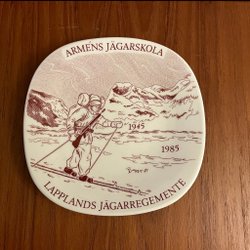 ARMENS JÄGARSKOLA
1945
1985
LAPPLANDS JÄGARREGEMENTE